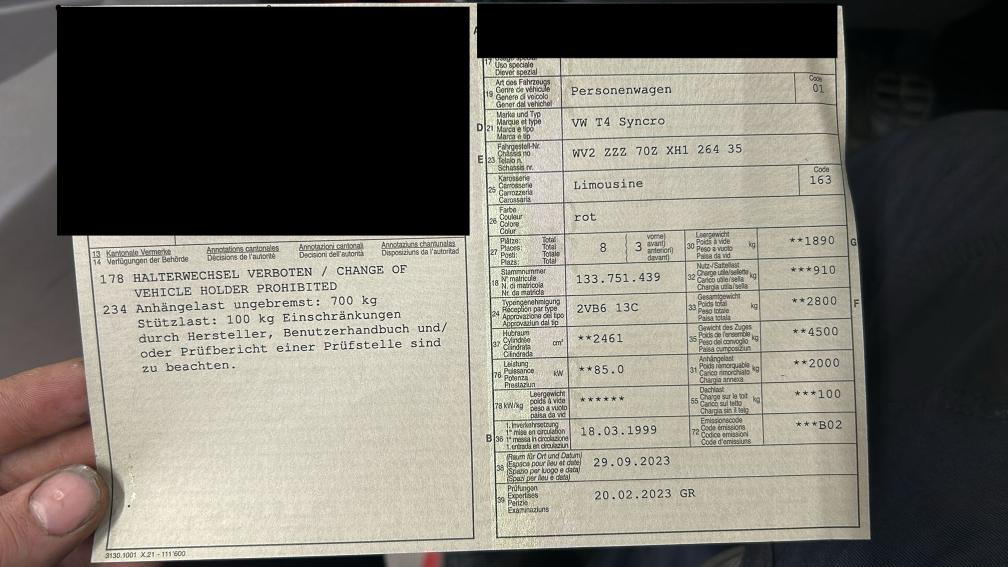 Uso speciale
Diever spezial
13 Kantonale Vermerke
14 Verfügungen der Behörde
Annotations cantonales
Décisions de l'autorité
Annotazioni cantonali
Decisioni dell'autorità
Annotaziuns chantunalas
Disposiziuns da l'autoritad
178 HALTERWECHSEL VERBOTEN / CHANGE OF
VEHICLE HOLDER PROHIBITED
234 Anhängelast ungebremst: 700 kg
Stützlast: 100 kg Einschränkungen
durch Hersteller, Benutzerhandbuch und/
oder Prüfbericht einer Prüfstelle sind
zu beachten.
3130.1001 X.21 - 111'600
19 Art des Fahrzeugs
Genre de véhicule
Genere di veicolo
Gener dal vehichel
Personenwagen
Code
01
D 21 Marke und Typ
Marque et type
Marca e tipo
Marca e tip
VW T4 Syncro
E 23 Fahrgestell-Nr.
Châssis no
Telaio n.
Schassis nr.
WV2 ZZZ 70Z XH1 264 35
25 Karosserie
Carrosserie
Carrozzeria
Carossaria
Limousine
Code
163
26 Farbe
Couleur
Colore
Colur
rot
27 Plätze: Total
Places: Total
Posti: Totale
Plazs: Total
8 ( 3
vorne)
avant)
anteriori)
davant)
30 Leergewicht
Poids à vide
Peso a vuoto
Paisa da vid
kg
**1890 G
18 Stammnummer
N° matricule
N. di matricola
Nr. da matricla
133.751.439
32 Nutz-/Sattellast
Charge utile/sellette
Carico utile/sella
Chargia utila/sella
kg
***910
24 Typengenehmigung
Réception par type
Approvazione del tipo
Approvaziun dal tip
2VB6 13C
33 Gesamtgewicht
Poids total
Peso totale
Paisa totala
kg
**2800 F
37 Hubraum
Cylindrée
Cilindrata
Cilindrada
cm³
**2461
35 Gewicht des Zuges
Poids de l'ensemble
Peso del convoglio
Paisa cumposiziun
kg
**4500
76 Leistung
Puissance
Potenza
Prestaziun
kW
**85.0
31 Anhängelast
Poids remorquable
Carico rimorchiato
Chargia annexa
kg
**2000
78 kW/kg
Leergewicht
poids à vide
peso a vuoto
paisa da vid
******
55 Dachlast
Charge sur le toit
Carico sul tetto
Chargia sin il tetg
kg
***100
B 36 1. Inverkehrsetzung
1re mise en circulation
1a messa in circolazione
1. entrada en circulaziun
18.03.1999
72 Emissionscode
Code émissions
Codice emissioni
Code d'emissiuns
***B02
38 (Raum für Ort und Datum)
(Espace pour lieu et date)
(Spazio per luogo e data)
(Spazi per lieu e data)
29.09.2023
39 Prüfungen
Expertises
Perizie
Examinaziuns
20.02.2023 GR